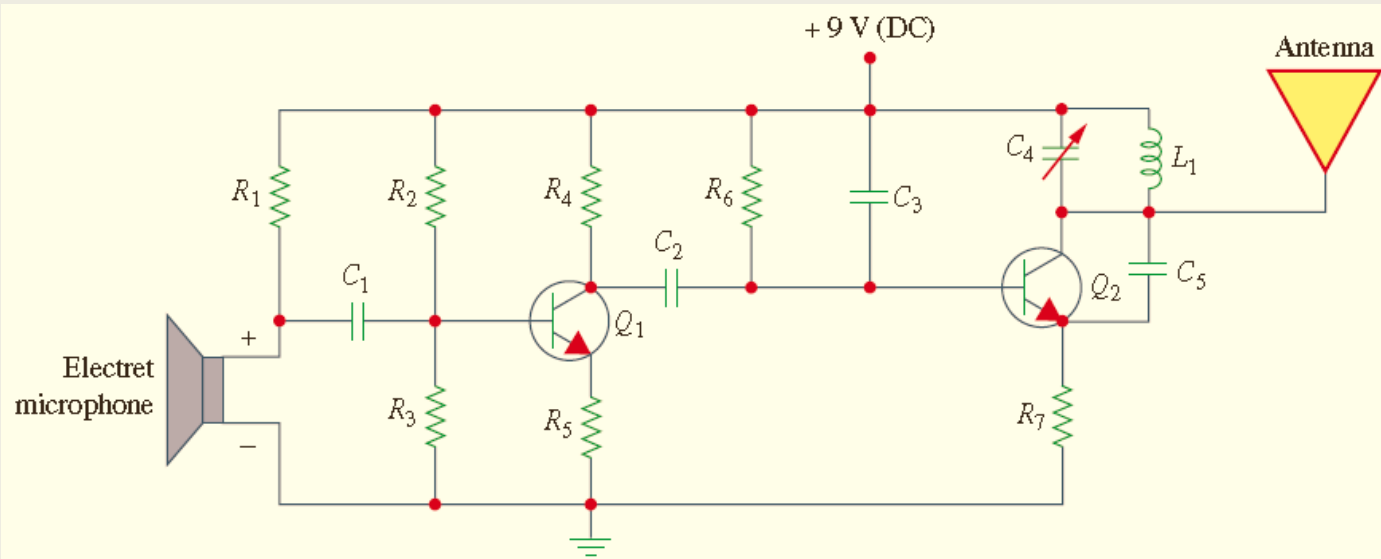 + 9 V (DC)
Antenna
C4
L1
R1
R2
R4
R6
C3
C2
C1
Q2
C5
+
Q1
Electret
microphone
R3
R5
R7
−